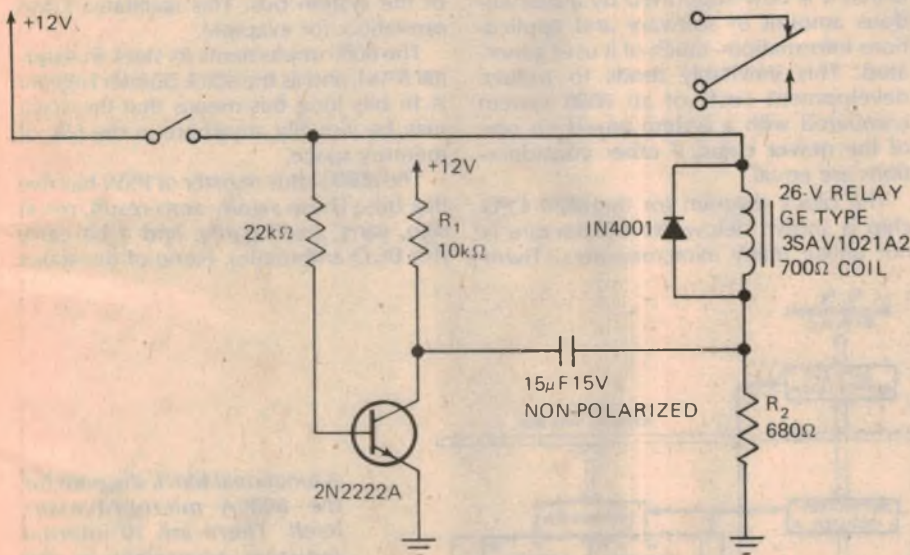 +12V
+12V
22kΩ
R₁
10kΩ
1N4001
26-V RELAY
GE TYPE
3SAV1021A2
700Ω COIL
15μF 15V
NON-POLARIZED
R₂
680Ω
2N2222A